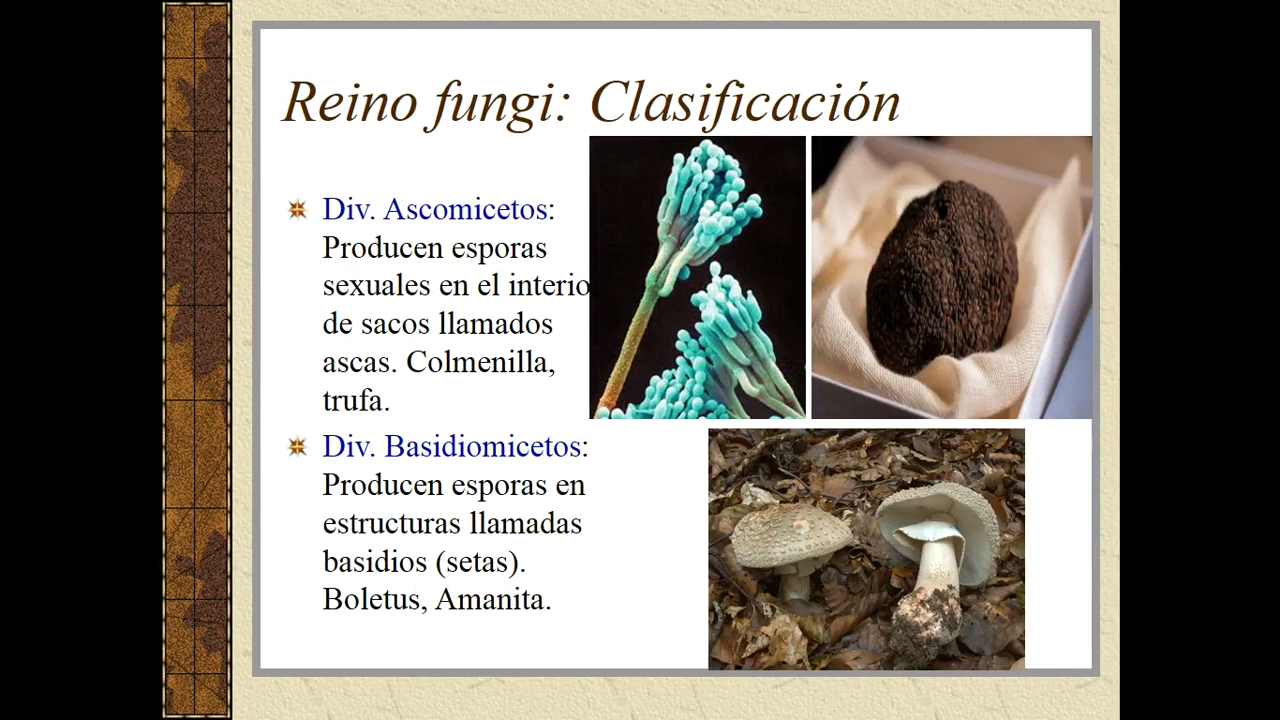 Reino fungi: Clasificación
Div. Ascomicetos:
Producen esporas
sexuales en el interio
de sacos llamados
ascas. Colmenilla,
trufa.
Div. Basidiomicetos:
Producen esporas en
estructuras llamadas
basidios (setas).
Boletus, Amanita.